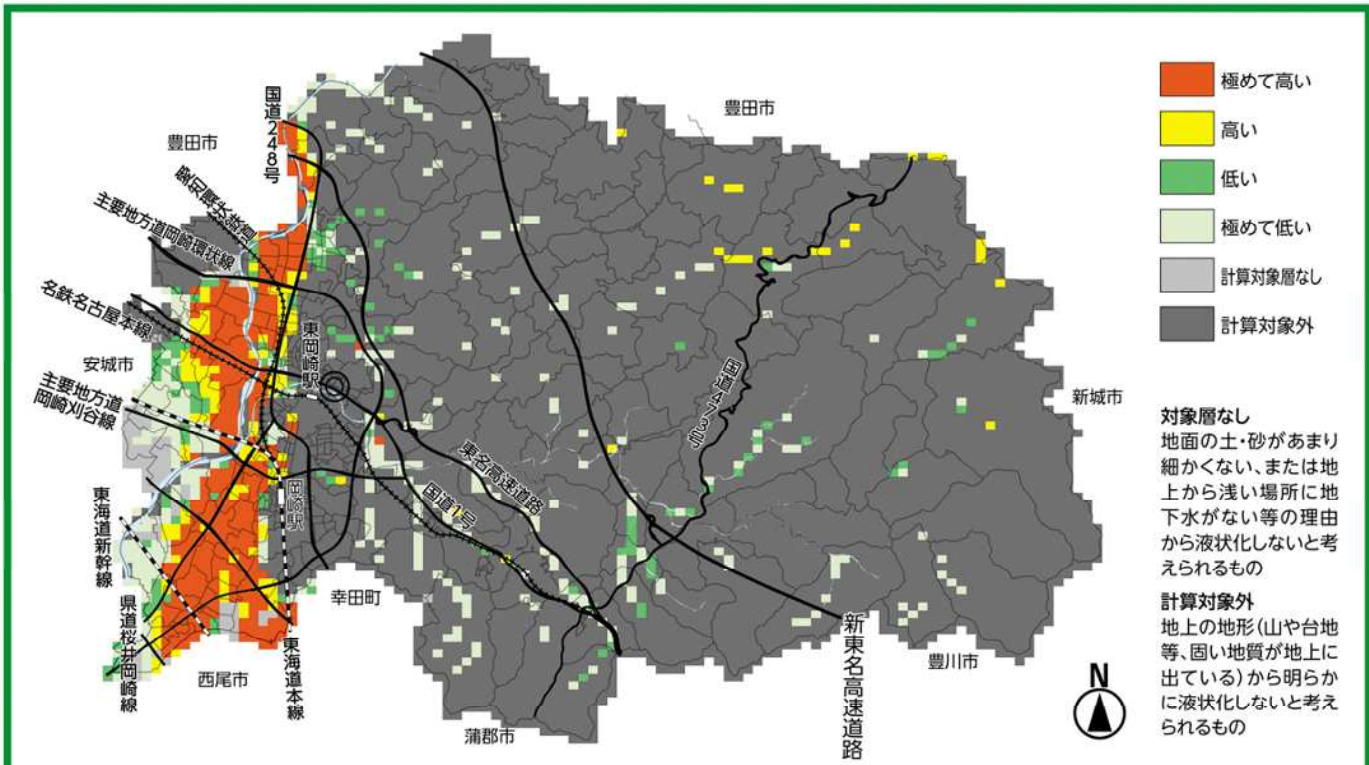 極めて高い
高い
低い
極めて低い
計算対象層なし
計算対象外
豊田市
豊田市
国道248号
愛知環状鉄道
主要地方道岡崎環状線
名鉄名古屋本線
東岡崎駅
安城市
主要地方道
岡崎刈谷線
国道473号
新城市
東名高速道路
国道1号
岡崎駅
東海道新幹線
幸田町
県道桜井岡崎線
西尾市
東海道本線
蒲郡市
新東名高速道路
豊川市
N
対象層なし
地面の土・砂があまり
細かくない、または地
上から浅い場所に地
下水がない等の理由
から液状化しないと考
えられるもの
計算対象外
地上の地形(山や台地
等、固い地質が地上に
出ている)から明らか
に液状化しないと考え
られるもの